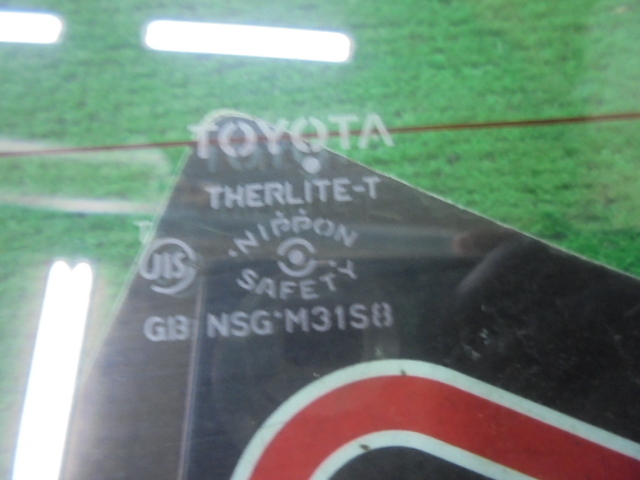 TOYOTA
THERLITE-T
NIPPON
JIS
SAFETY
GB NSG M31S8